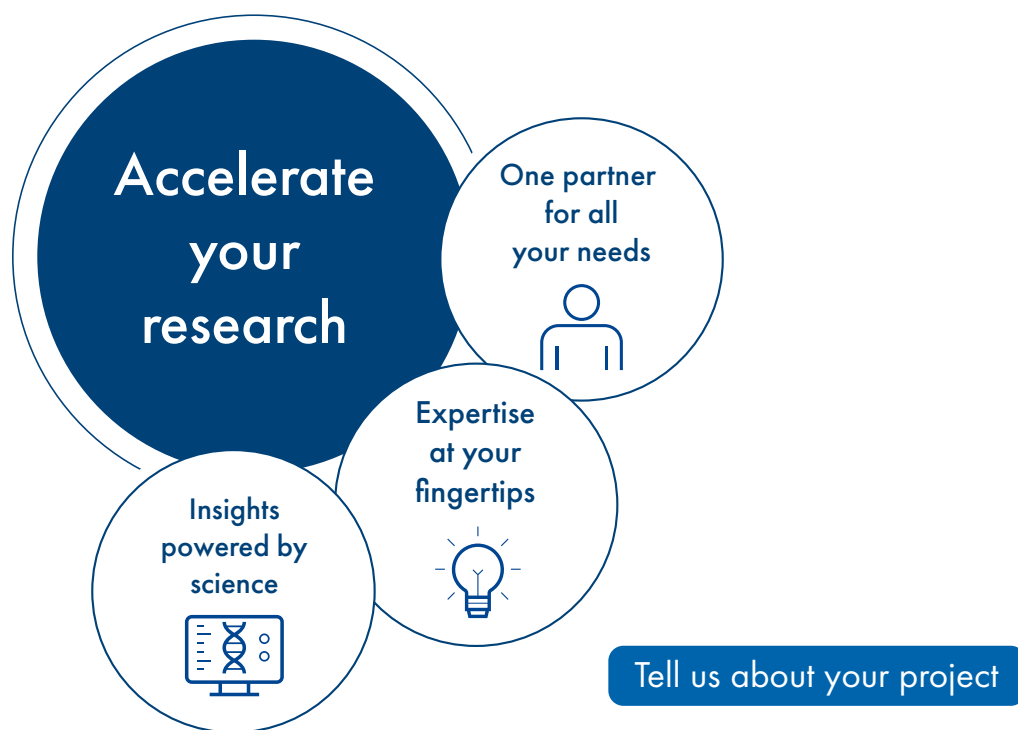 Accelerate
your
research
One partner
for all
your needs
Expertise
at your
fingertips
Insights
powered by
science
Tell us about your project